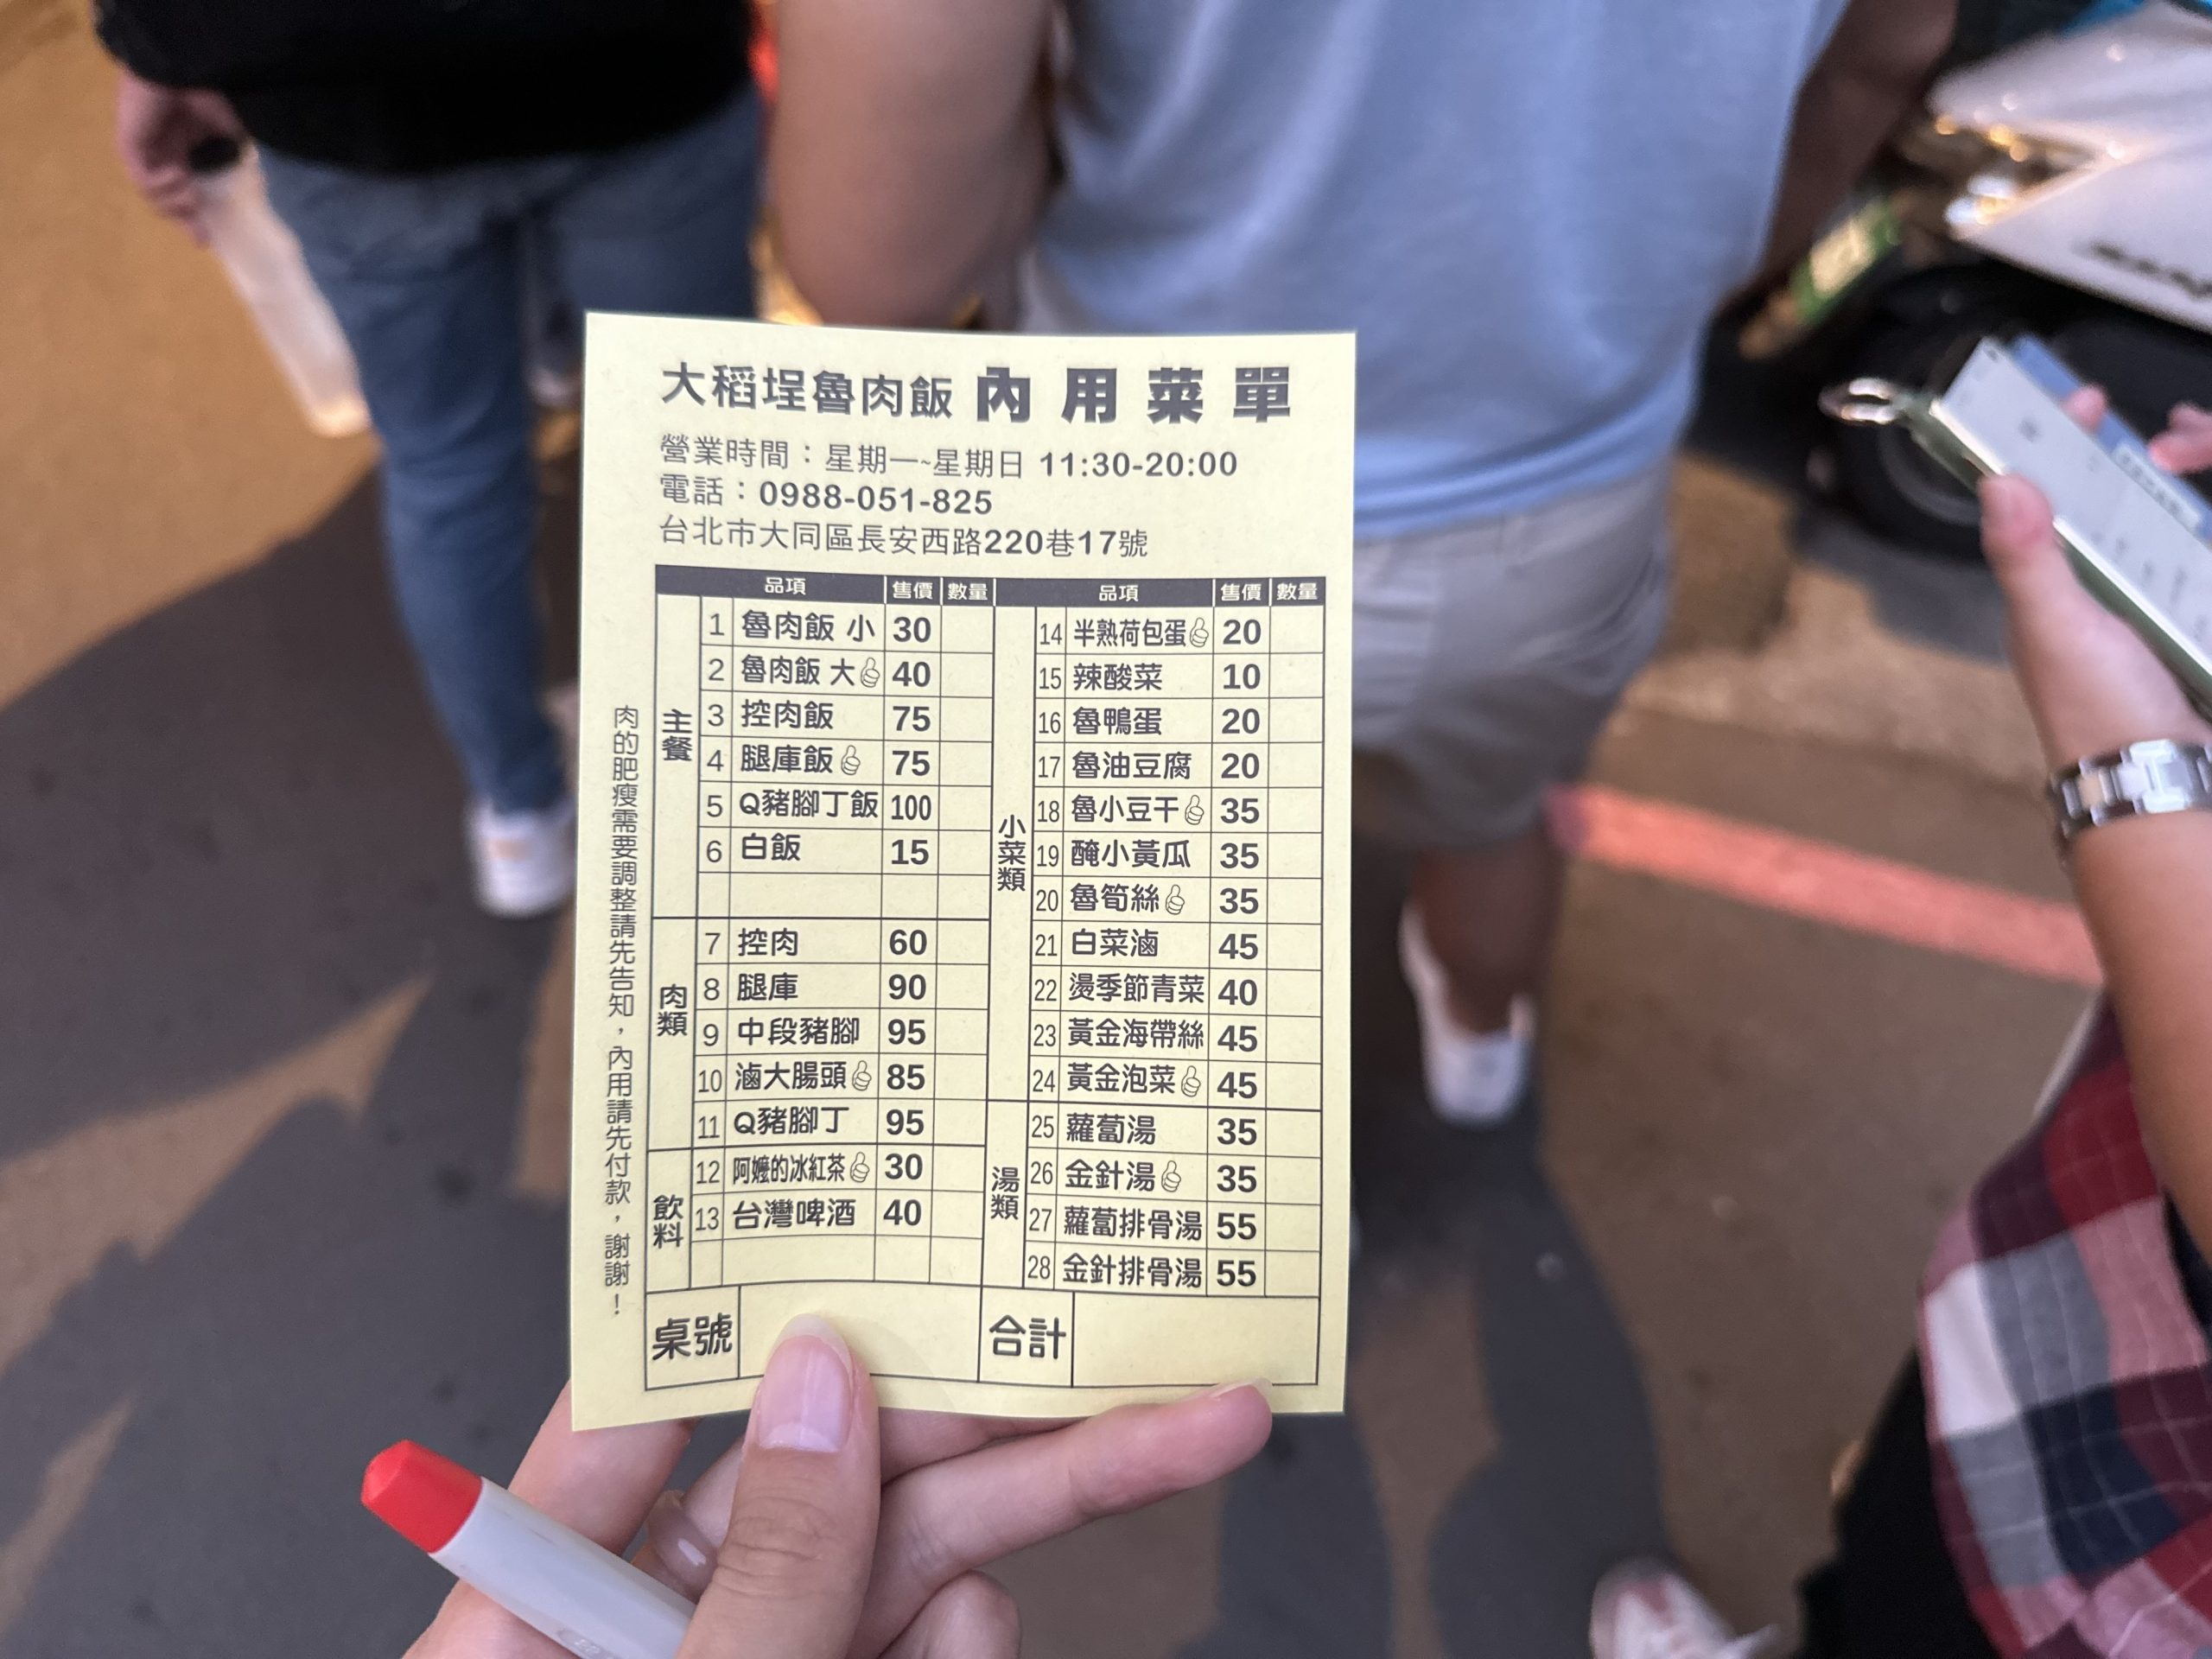 大稻埕魯肉飯 內用菜單
營業時間：星期一~星期日 11:30-20:00
電話：0988-051-825
台北市大同區長安西路220巷17號
品項 售價 數量
主餐
1 魯肉飯 小 30
2 魯肉飯 大 40
3 控肉飯 75
4 腿庫飯 75
5 Q豬腳丁飯 100
6 白飯 15
肉類
7 控肉 60
8 腿庫 90
9 中段豬腳 95
10 滷大腸頭 85
11 Q豬腳丁 95
飲料
12 阿嬤的冰紅茶 30
13 台灣啤酒 40
品項 售價 數量
小菜類
14 半熟荷包蛋 20
15 辣酸菜 10
16 魯鴨蛋 20
17 魯油豆腐 20
18 魯小豆干 35
19 醃小黃瓜 35
20 魯筍絲 35
21 白菜滷 45
22 燙季節青菜 40
23 黃金海帶絲 45
24 黃金泡菜 45
湯類
25 蘿蔔湯 35
26 金針湯 35
27 蘿蔔排骨湯 55
28 金針排骨湯 55
桌號
合計
肉的肥瘦需要調整請先告知，內用請先付款，謝謝！